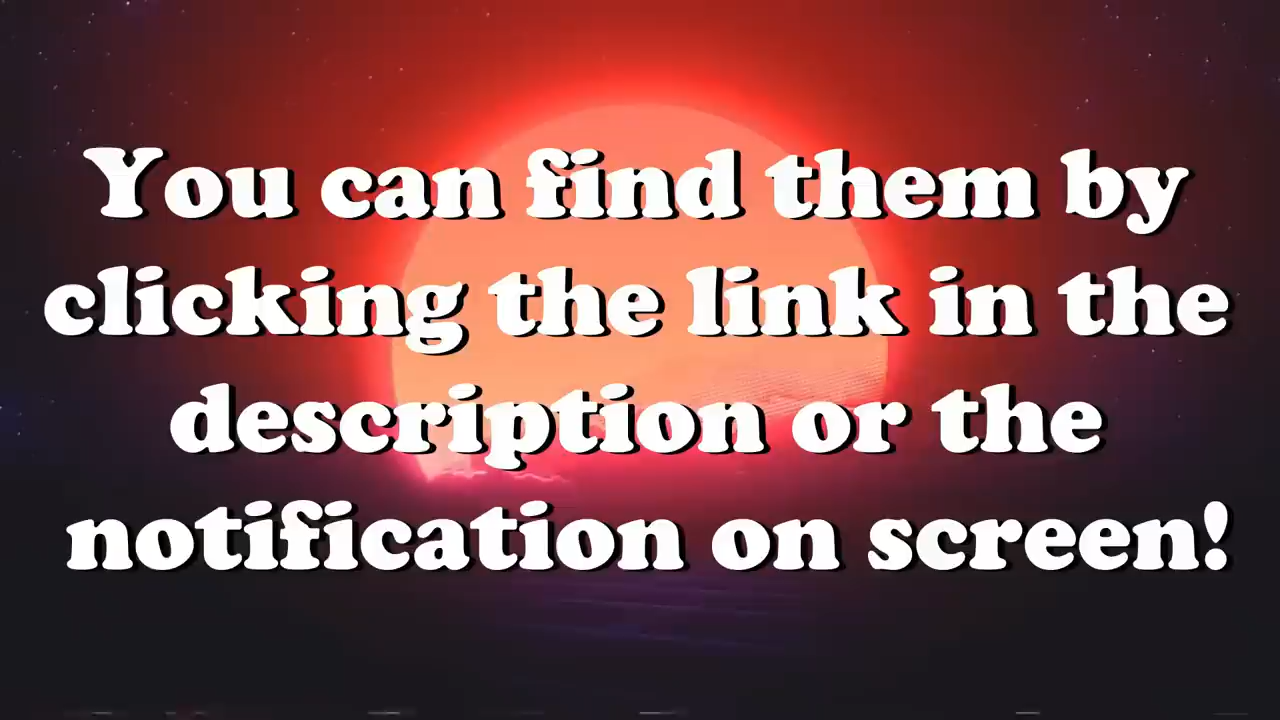 You can find them by
clicking the link in the
description or the
notification on screen!